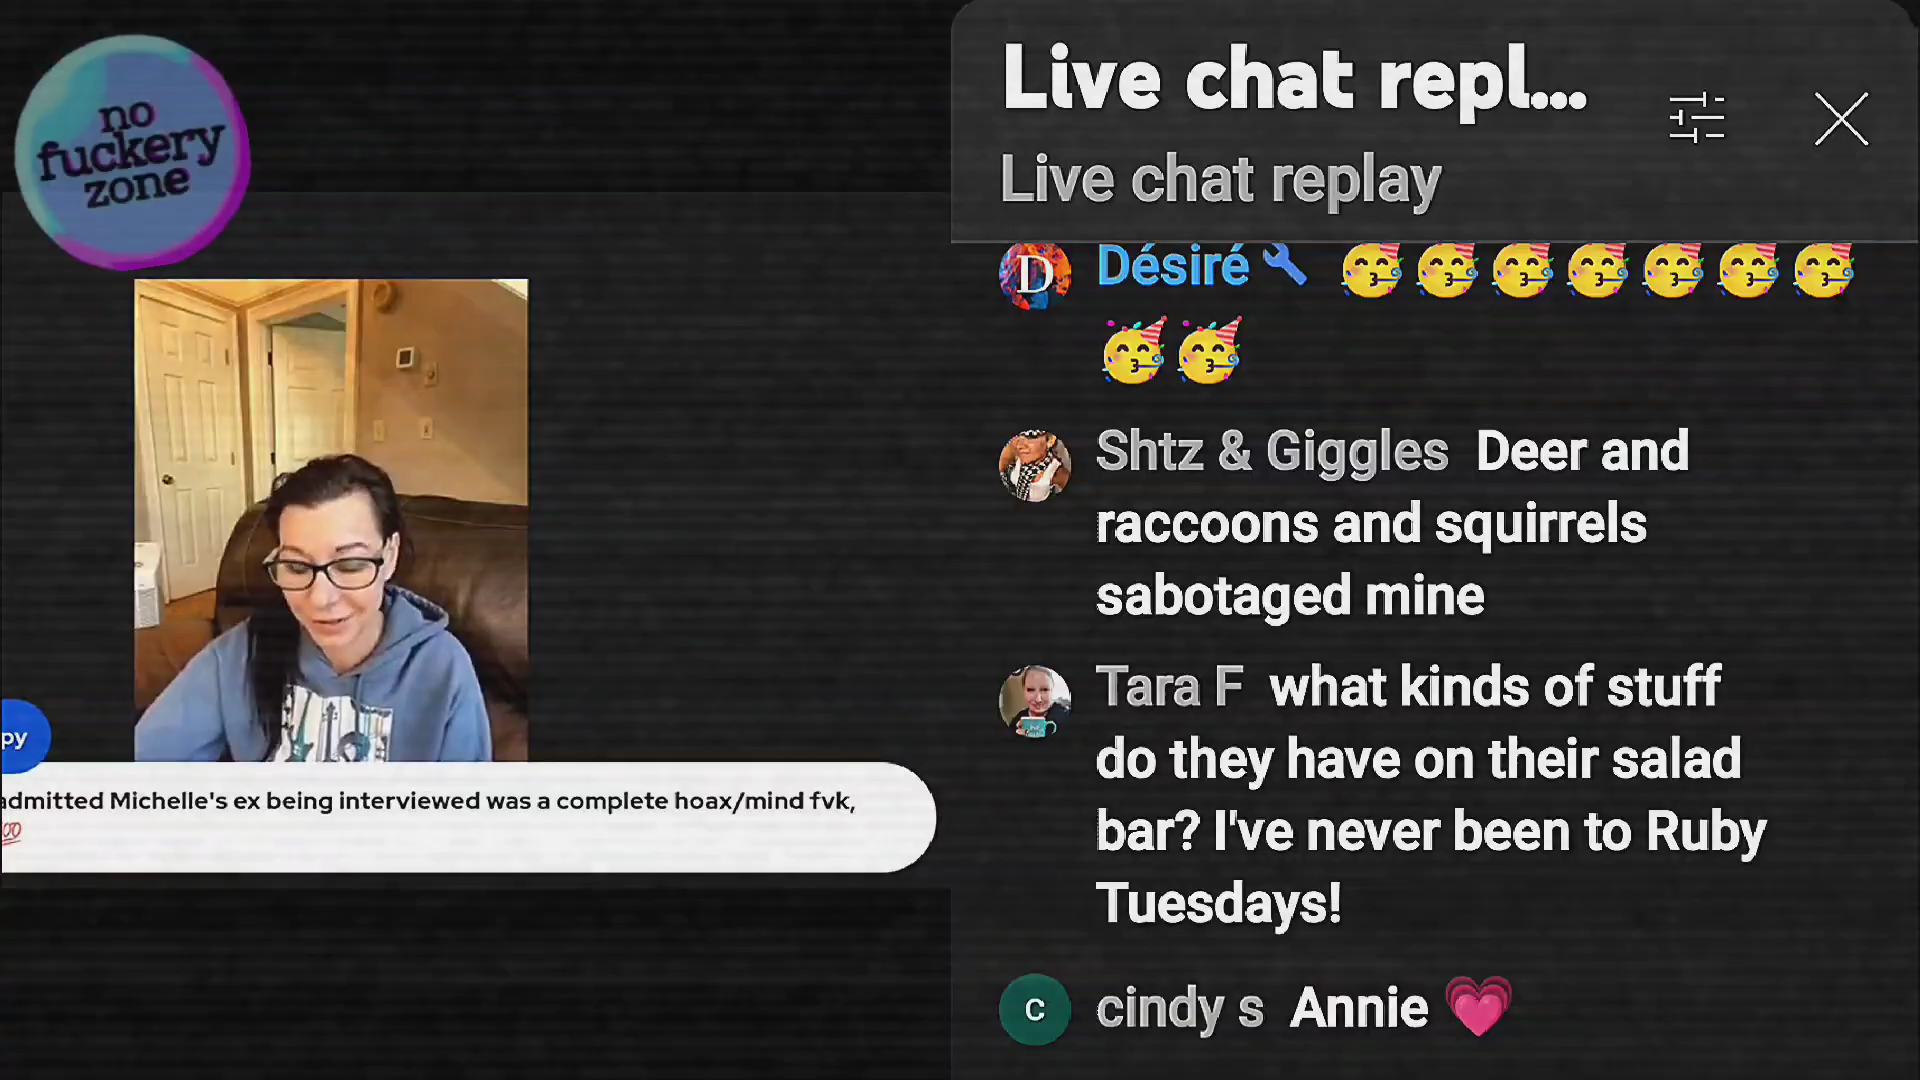 no
fuckery
zone
py
admitted Michelle's ex being interviewed was a complete hoax/mind fvk,
💯
Live chat repl...
Live chat replay
D Désiré🔧 🥳🥳🥳🥳🥳🥳🥳
🥳🥳
Shtz & Giggles Deer and
raccoons and squirrels
sabotaged mine
Tara F what kinds of stuff
do they have on their salad
bar? I've never been to Ruby
Tuesdays!
C cindy s Annie 💗